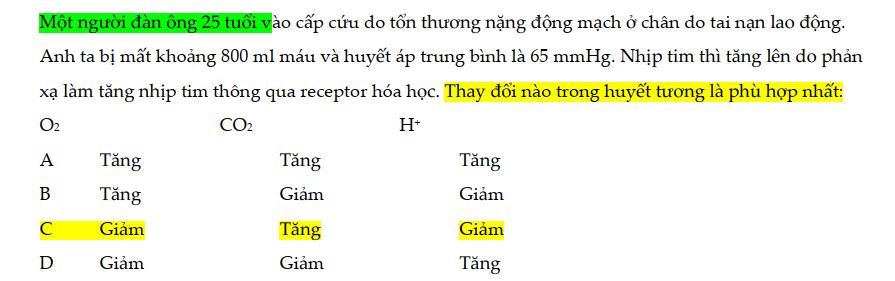 Một người đàn ông 25 tuổi vào cấp cứu do tổn thương nặng động mạch ở chân do tai nạn lao động.
Anh ta bị mất khoảng 800 ml máu và huyết áp trung bình là 65 mmHg. Nhịp tim thì tăng lên do phản
xạ làm tăng nhịp tim thông qua receptor hóa học. Thay đổi nào trong huyết tương là phù hợp nhất:
O₂ CO₂ H⁺
A Tăng Tăng Tăng
B Tăng Giảm Giảm
C Giảm Tăng Giảm
D Giảm Giảm Tăng